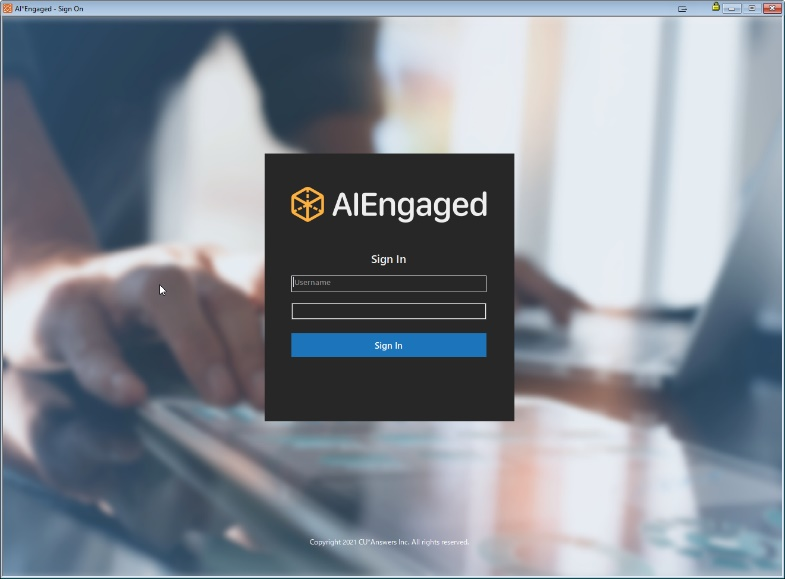 AI*Engaged - Sign On
AIEngaged
Sign In
Username
Sign In
Copyright 2021 CU*Answers Inc. All rights reserved.